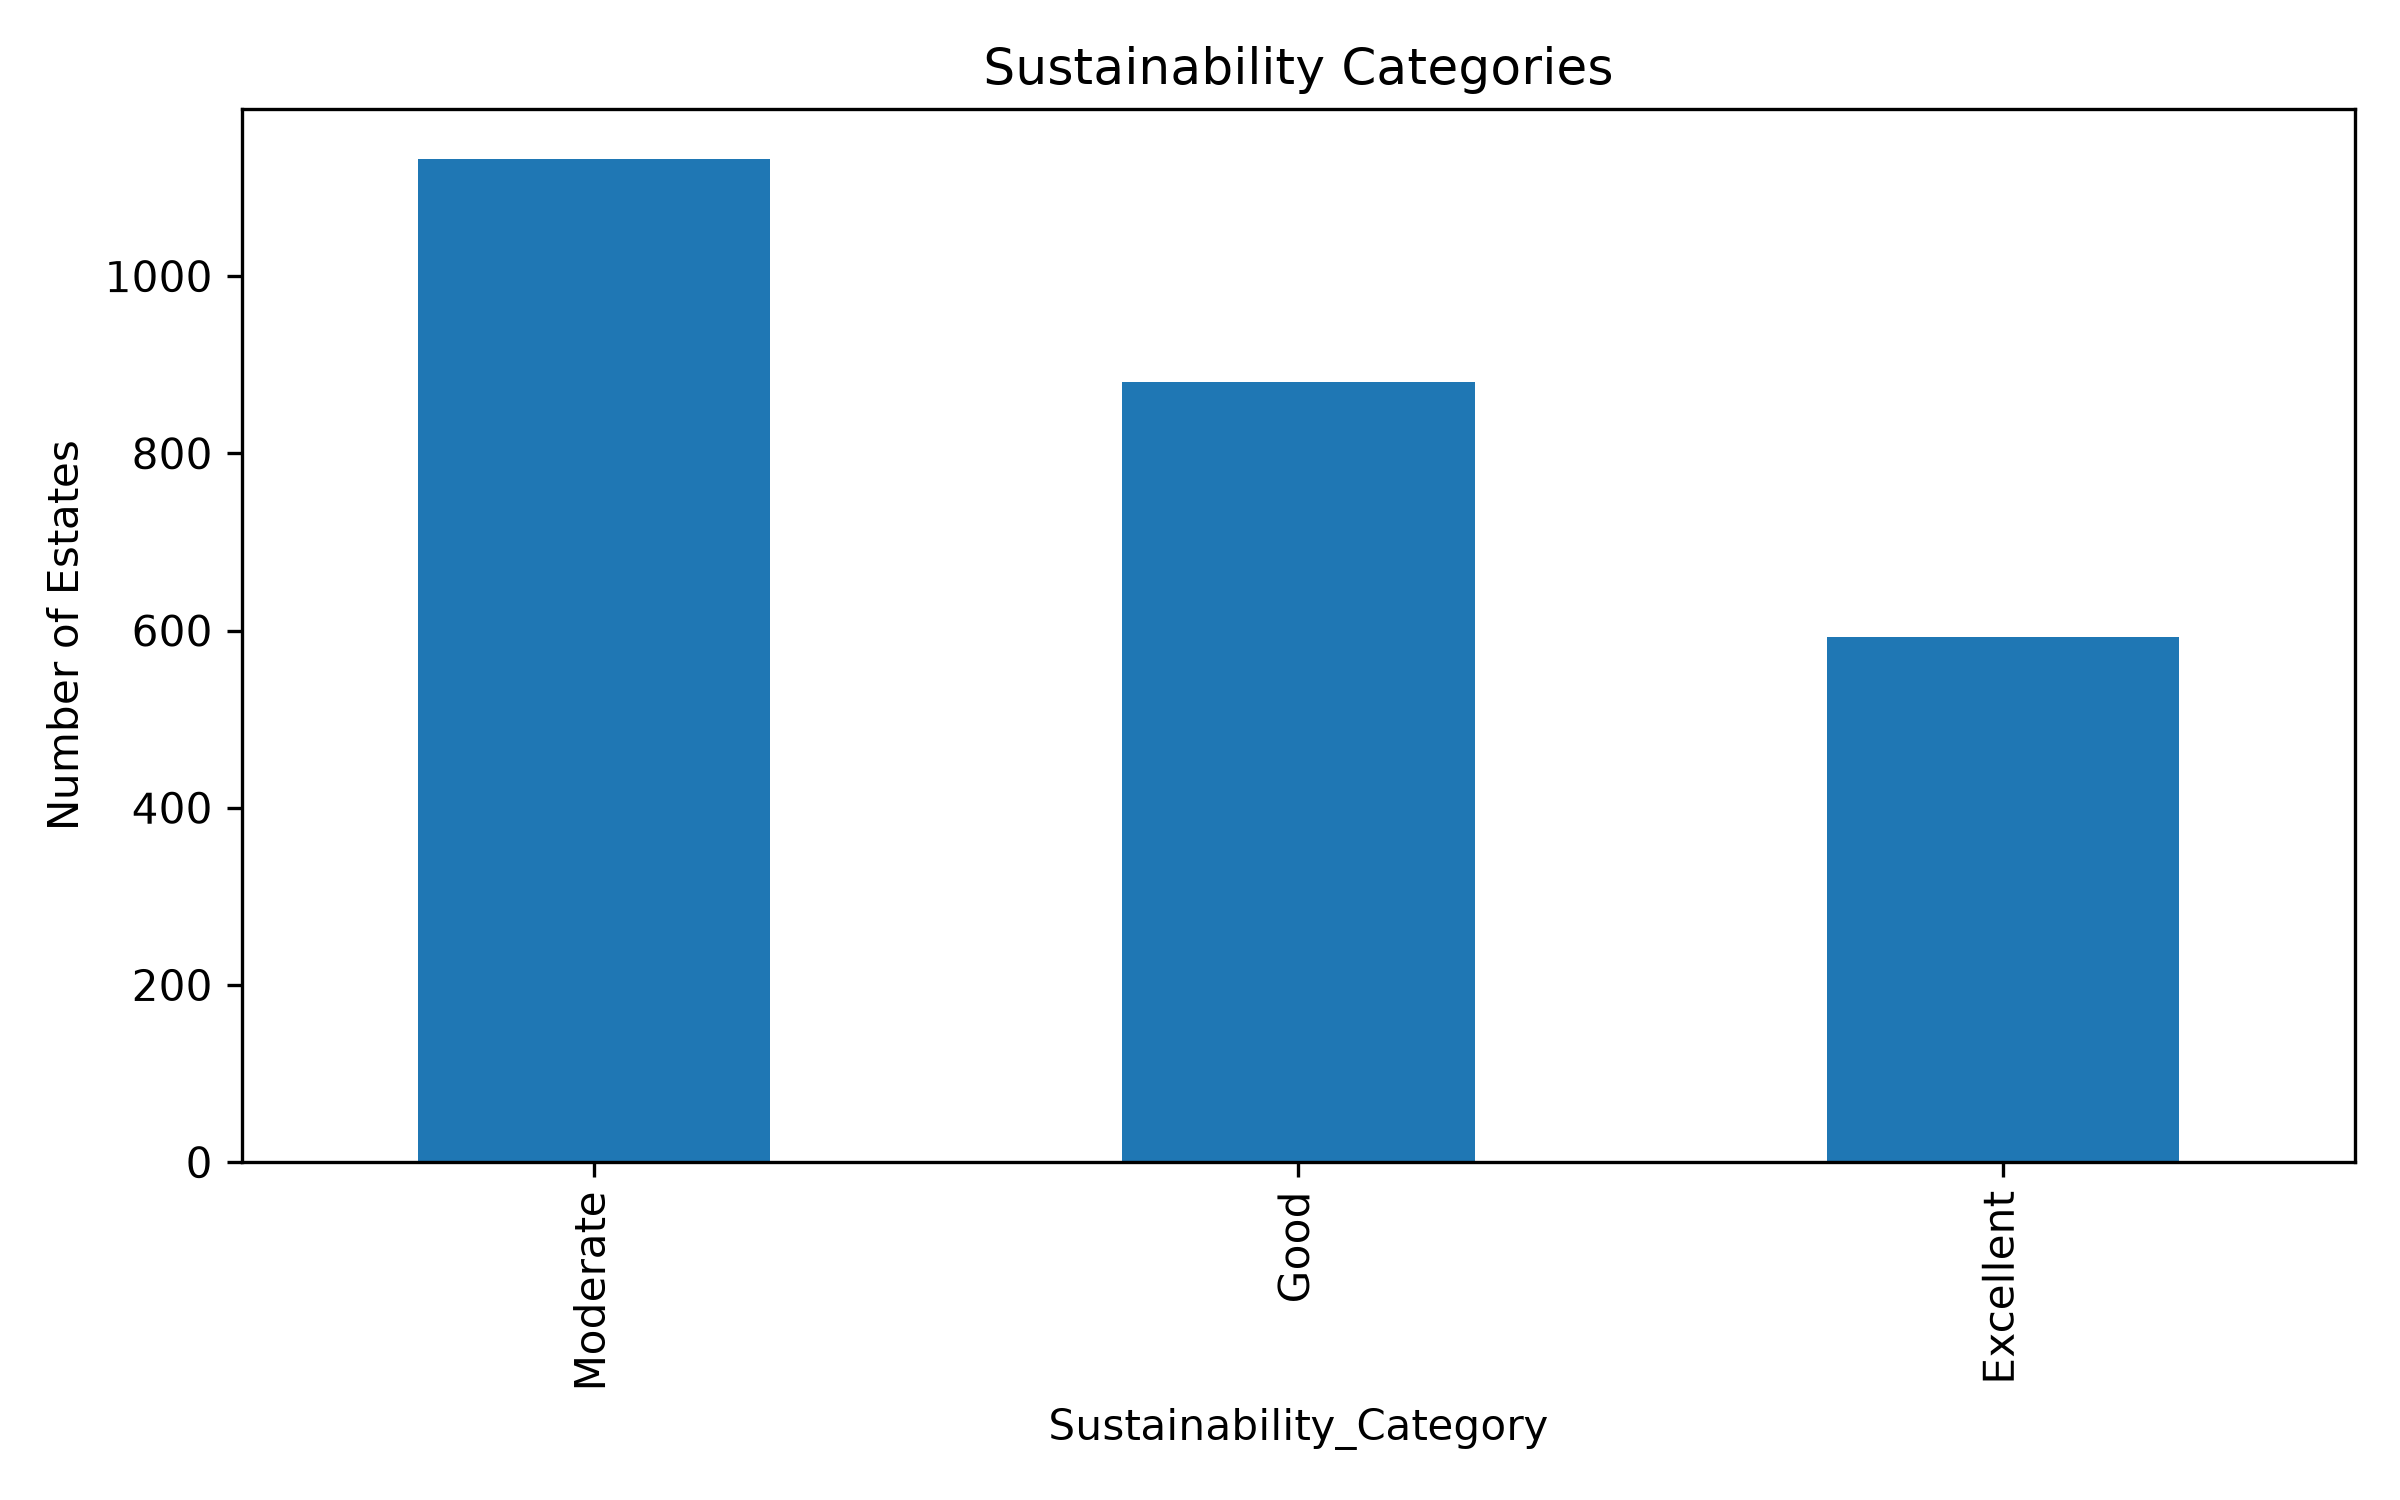 Sustainability Categories
Number of Estates
1000
800
600
400
200
0
Moderate
Good
Excellent
Sustainability_Category